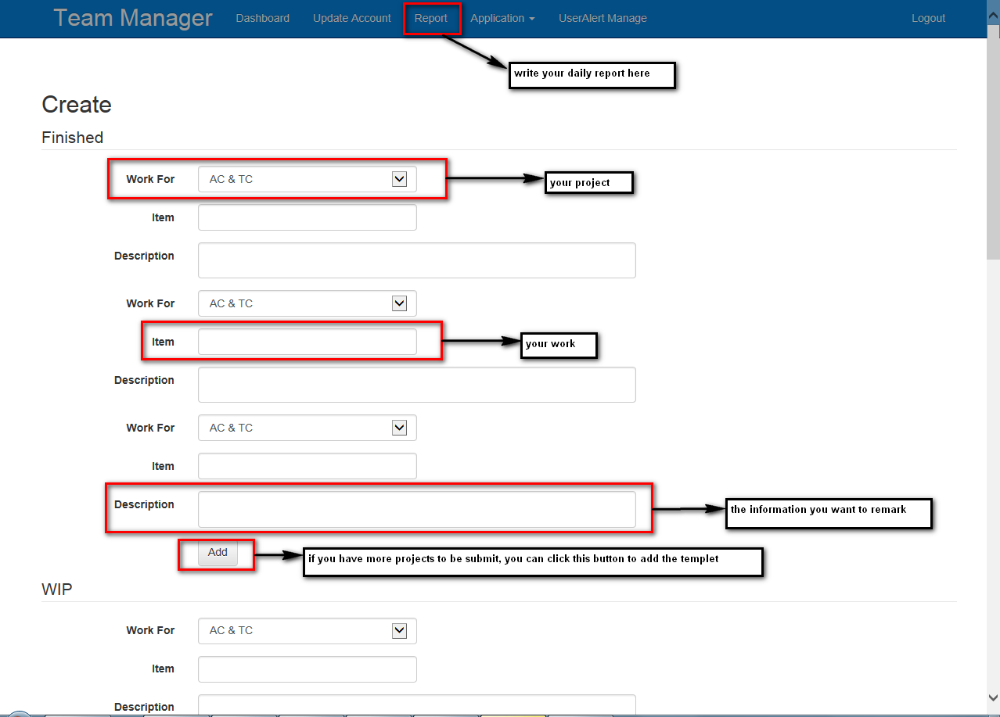 Team Manager Dashboard Update Account Report Application UserAlert Manage Logout
write your daily report here
Create
Finished
Work For AC & TC your project
Item
Description
Work For AC & TC
Item your work
Description
Work For AC & TC
Item
Description the information you want to remark
Add if you have more projects to be submit, you can click this button to add the templet
WIP
Work For AC & TC
Item
Description